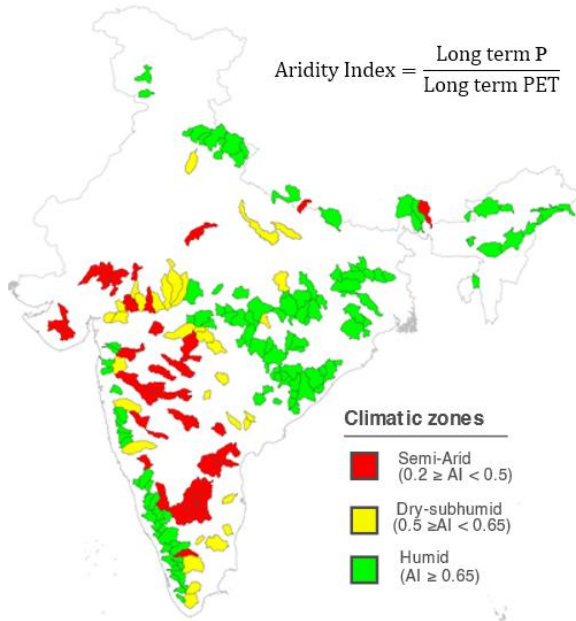 Aridity Index = Long term P / Long term PET
Climatic zones
Semi-Arid
(0.2 ≥ AI < 0.5)
Dry-subhumid
(0.5 ≥AI < 0.65)
Humid
(AI ≥ 0.65)